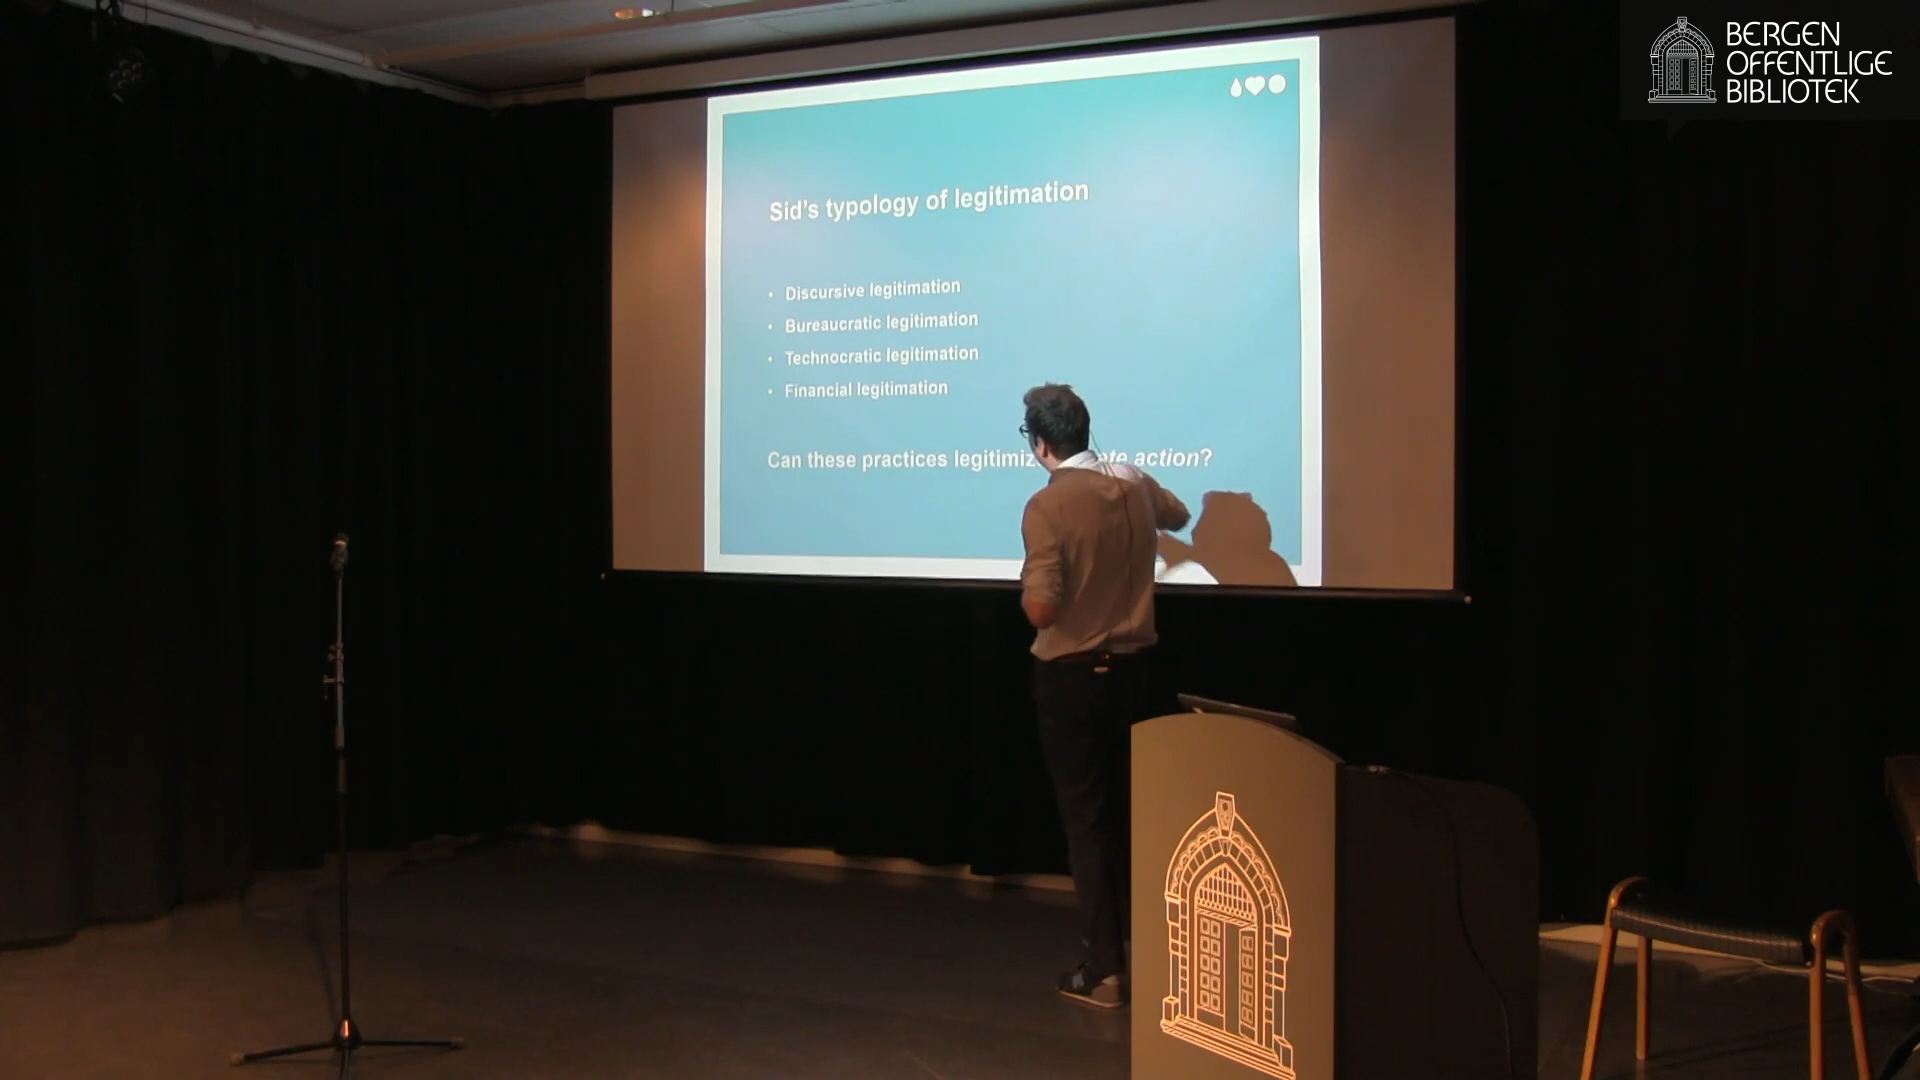 BERGEN
OFFENTLIGE
BIBLIOTEK
Sid's typology of legitimation
• Discursive legitimation
• Bureaucratic legitimation
• Technocratic legitimation
• Financial legitimation
Can these practices legitimiz ate action?